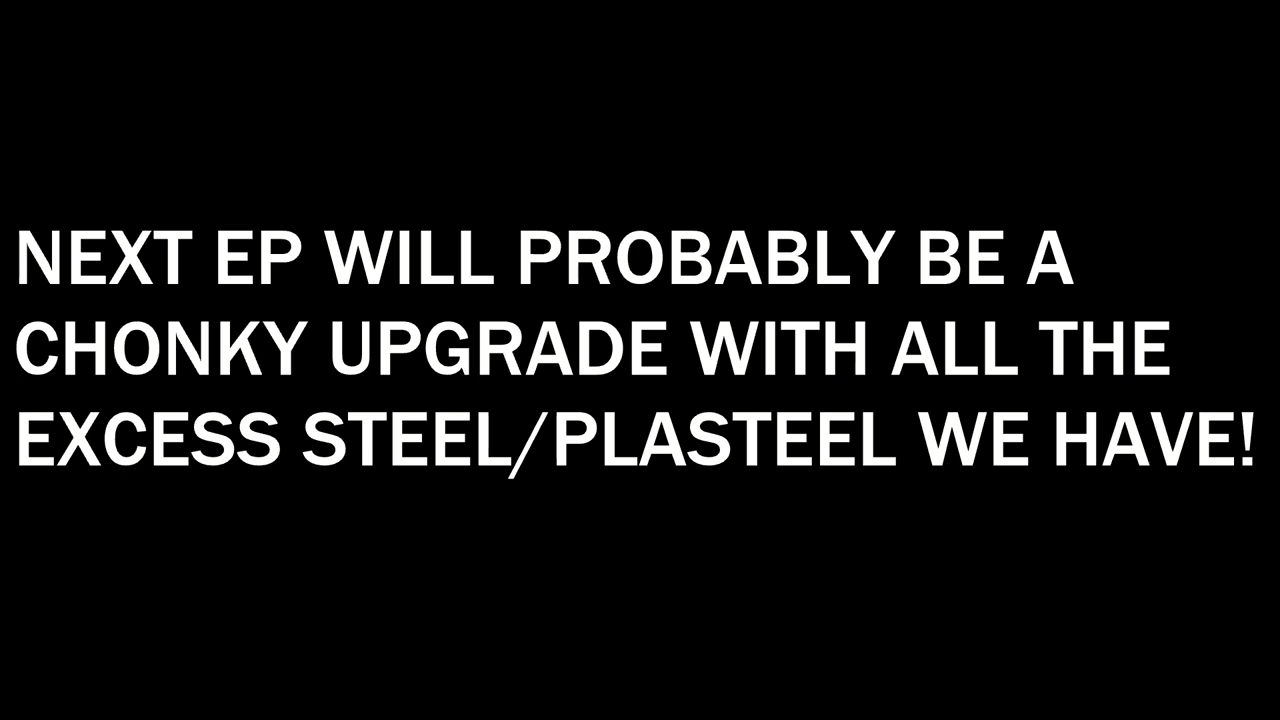 NEXT EP WILL PROBABLY BE A
CHONKY UPGRADE WITH ALL THE
EXCESS STEEL/PLASTEEL WE HAVE!